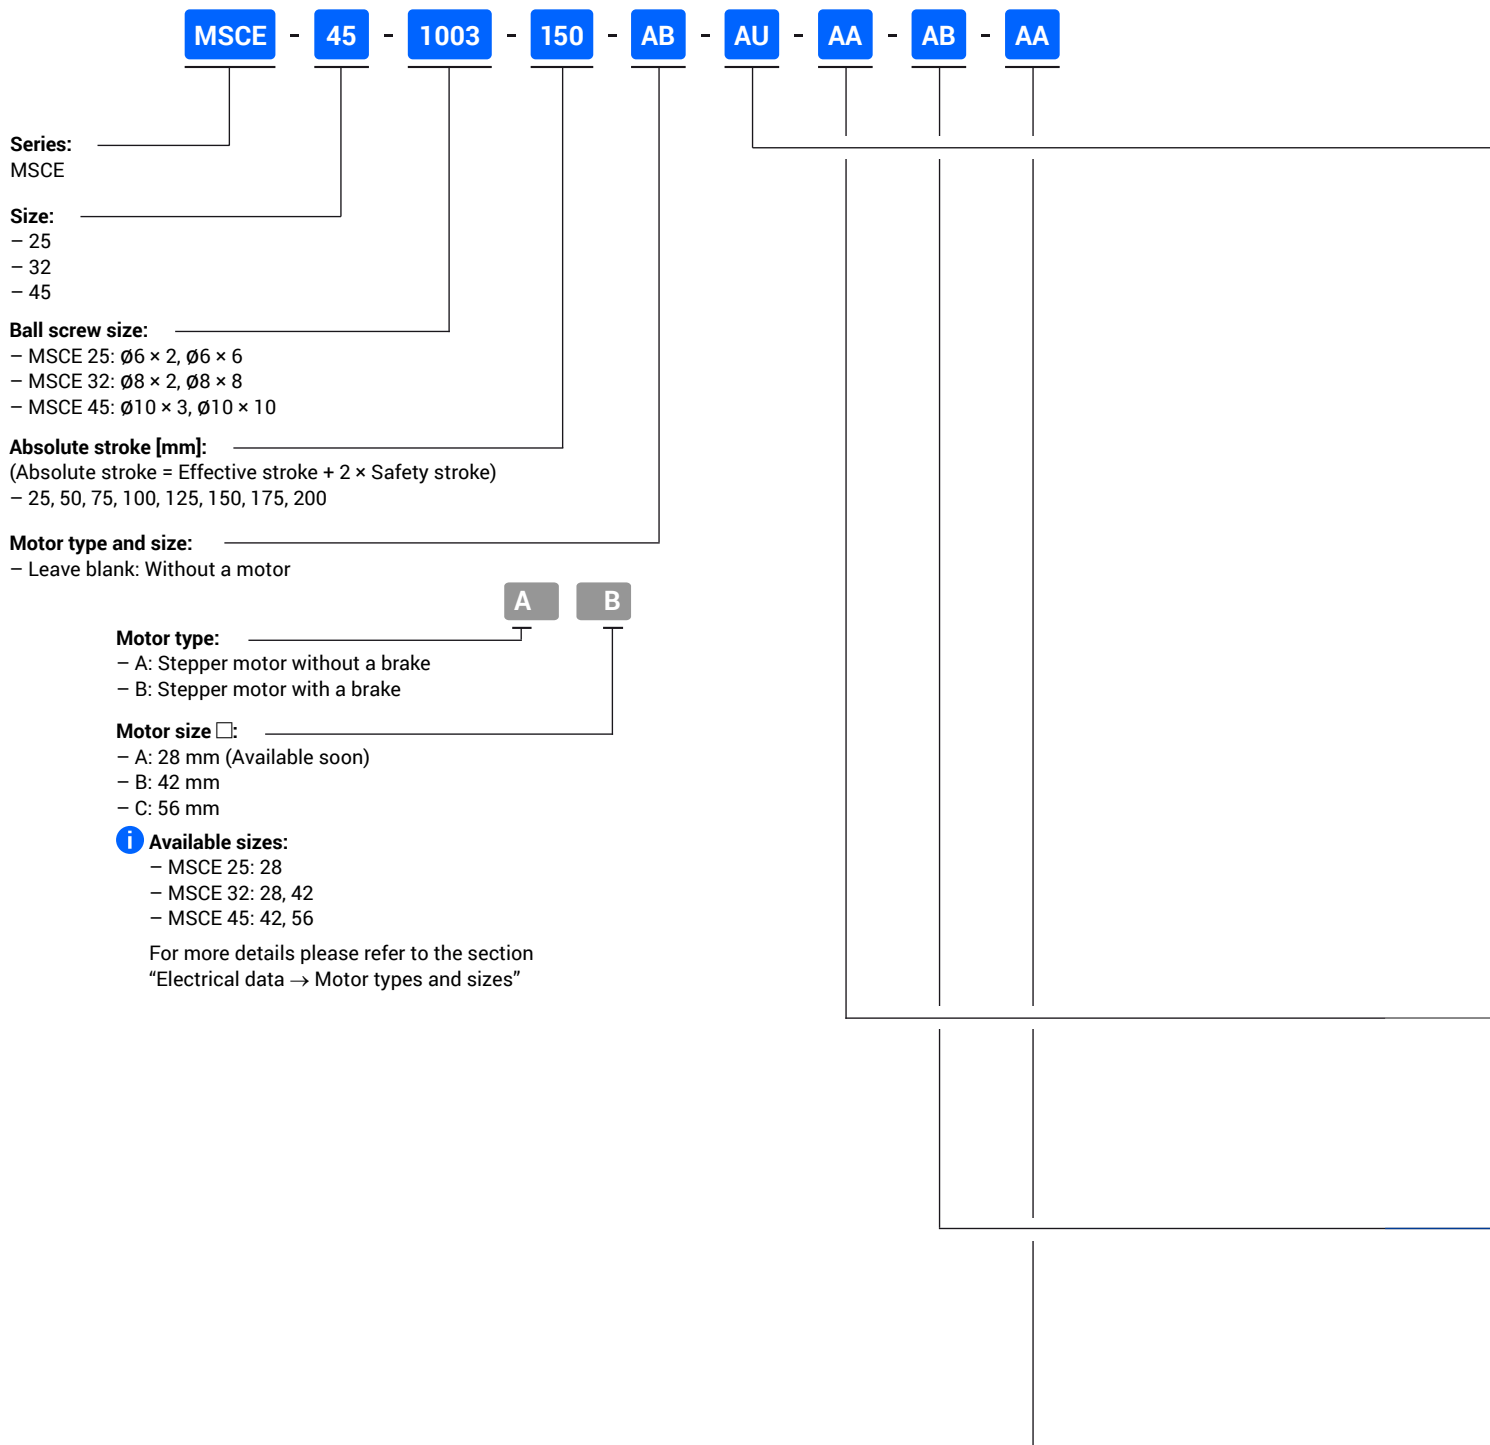 MSCE - 45 - 1003 - 150 - AB - AU - AA - AB - AA
Series:
MSCE
Size:
– 25
– 32
– 45
Ball screw size:
– MSCE 25: Ø6 × 2, Ø6 × 6
– MSCE 32: Ø8 × 2, Ø8 × 8
– MSCE 45: Ø10 × 3, Ø10 × 10
Absolute stroke [mm]:
(Absolute stroke = Effective stroke + 2 × Safety stroke)
– 25, 50, 75, 100, 125, 150, 175, 200
Motor type and size:
– Leave blank: Without a motor
A B
Motor type:
– A: Stepper motor without a brake
– B: Stepper motor with a brake
Motor size □:
– A: 28 mm (Available soon)
– B: 42 mm
– C: 56 mm
i Available sizes:
– MSCE 25: 28
– MSCE 32: 28, 42
– MSCE 45: 42, 56
For more details please refer to the section
“Electrical data → Motor types and sizes”